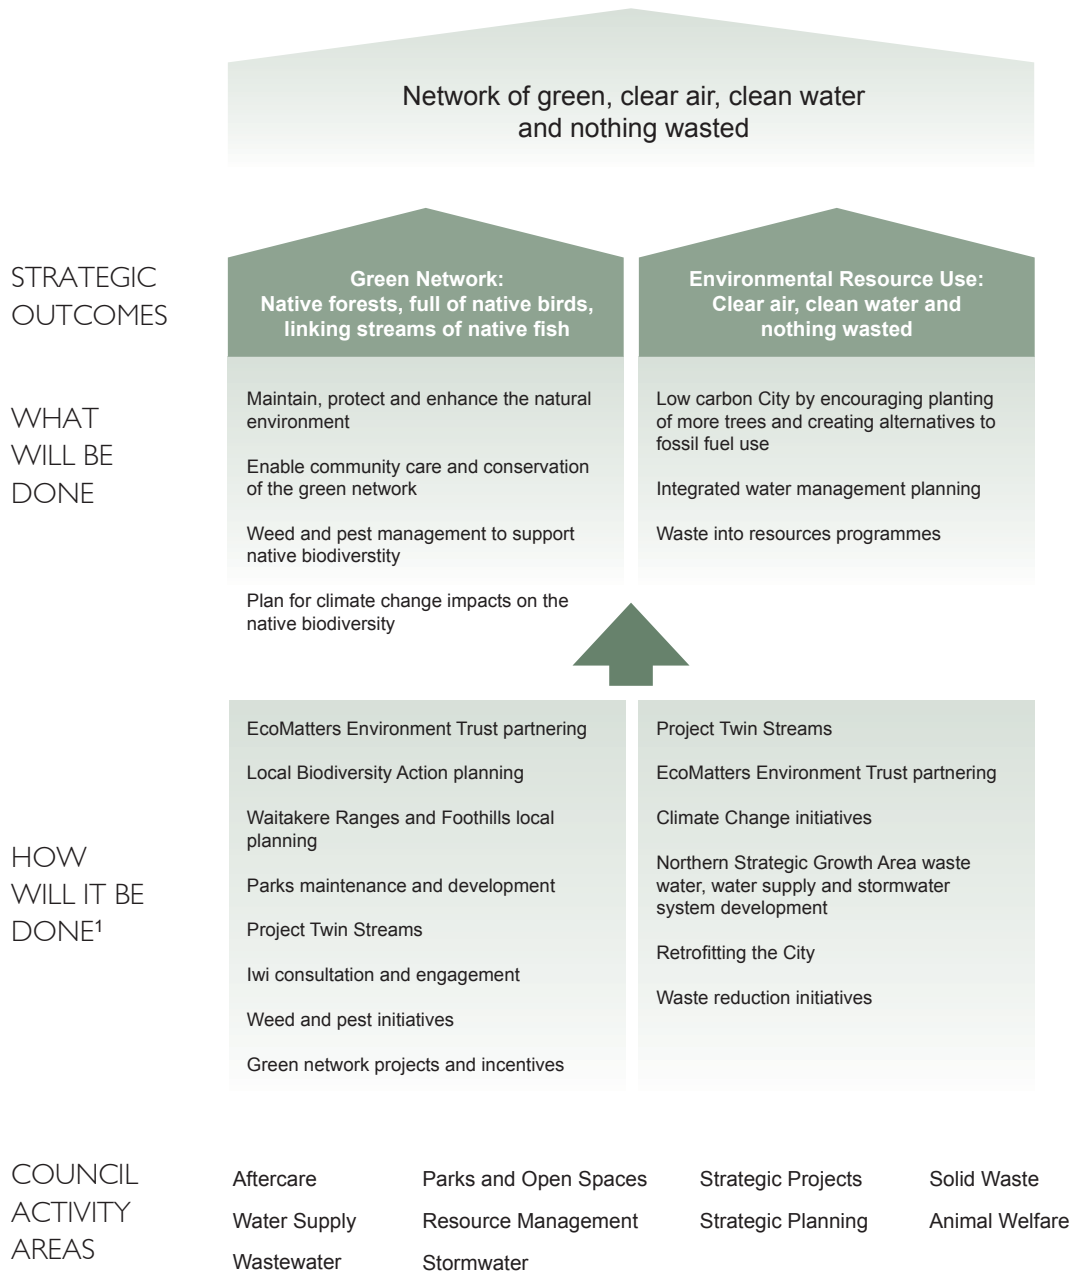 Network of green, clear air, clean water
and nothing wasted
STRATEGIC
OUTCOMES
Green Network:
Native forests, full of native birds,
linking streams of native fish
Environmental Resource Use:
Clear air, clean water and
nothing wasted
WHAT
WILL BE
DONE
Maintain, protect and enhance the natural
environment
Enable community care and conservation
of the green network
Weed and pest management to support
native biodiverstity
Plan for climate change impacts on the
native biodiversity
Low carbon City by encouraging planting
of more trees and creating alternatives to
fossil fuel use
Integrated water management planning
Waste into resources programmes
HOW
WILL IT BE
DONE¹
EcoMatters Environment Trust partnering
Local Biodiversity Action planning
Waitakere Ranges and Foothills local
planning
Parks maintenance and development
Project Twin Streams
Iwi consultation and engagement
Weed and pest initiatives
Green network projects and incentives
Project Twin Streams
EcoMatters Environment Trust partnering
Climate Change initiatives
Northern Strategic Growth Area waste
water, water supply and stormwater
system development
Retrofitting the City
Waste reduction initiatives
COUNCIL
ACTIVITY
AREAS
Aftercare
Water Supply
Wastewater
Parks and Open Spaces
Resource Management
Stormwater
Strategic Projects
Strategic Planning
Solid Waste
Animal Welfare